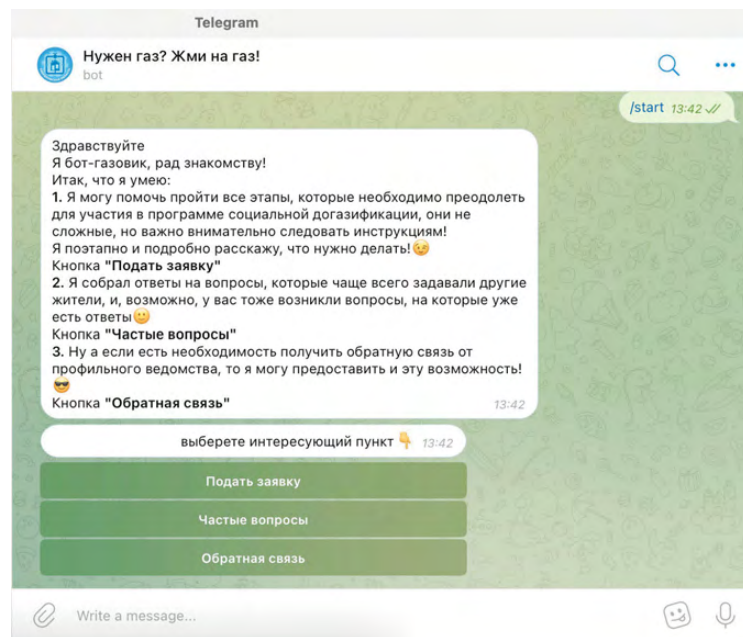 Telegram
Нужен газ? Жми на газ!
bot
/start 13:42
Здравствуйте
Я бот-газовик, рад знакомству!
Итак, что я умею:
1. Я могу помочь пройти все этапы, которые необходимо преодолеть
для участия в программе социальной догазификации, они не
сложные, но важно внимательно следовать инструкциям!
Я поэтапно и подробно расскажу, что нужно делать!😉
Кнопка "Подать заявку"
2. Я собрал ответы на вопросы, которые чаще всего задавали другие
жители, и, возможно, у вас тоже возникли вопросы, на которые уже
есть ответы🙂
Кнопка "Частые вопросы"
3. Ну а если есть необходимость получить обратную связь от
профильного ведомства, то я могу предоставить и эту возможность!
😎
Кнопка "Обратная связь" 13:42
выберете интересующий пункт👇 13:42
Подать заявку
Частые вопросы
Обратная связь
Write a message...